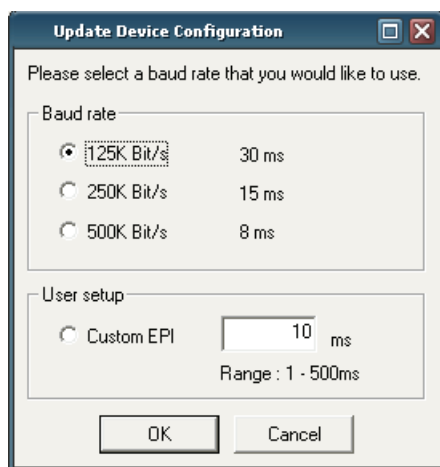 Update Device Configuration
Please select a baud rate that you would like to use.
Baud rate
125K Bit/s 30 ms
250K Bit/s 15 ms
500K Bit/s 8 ms
User setup
Custom EPI 10 ms
Range : 1 - 500ms
OK Cancel